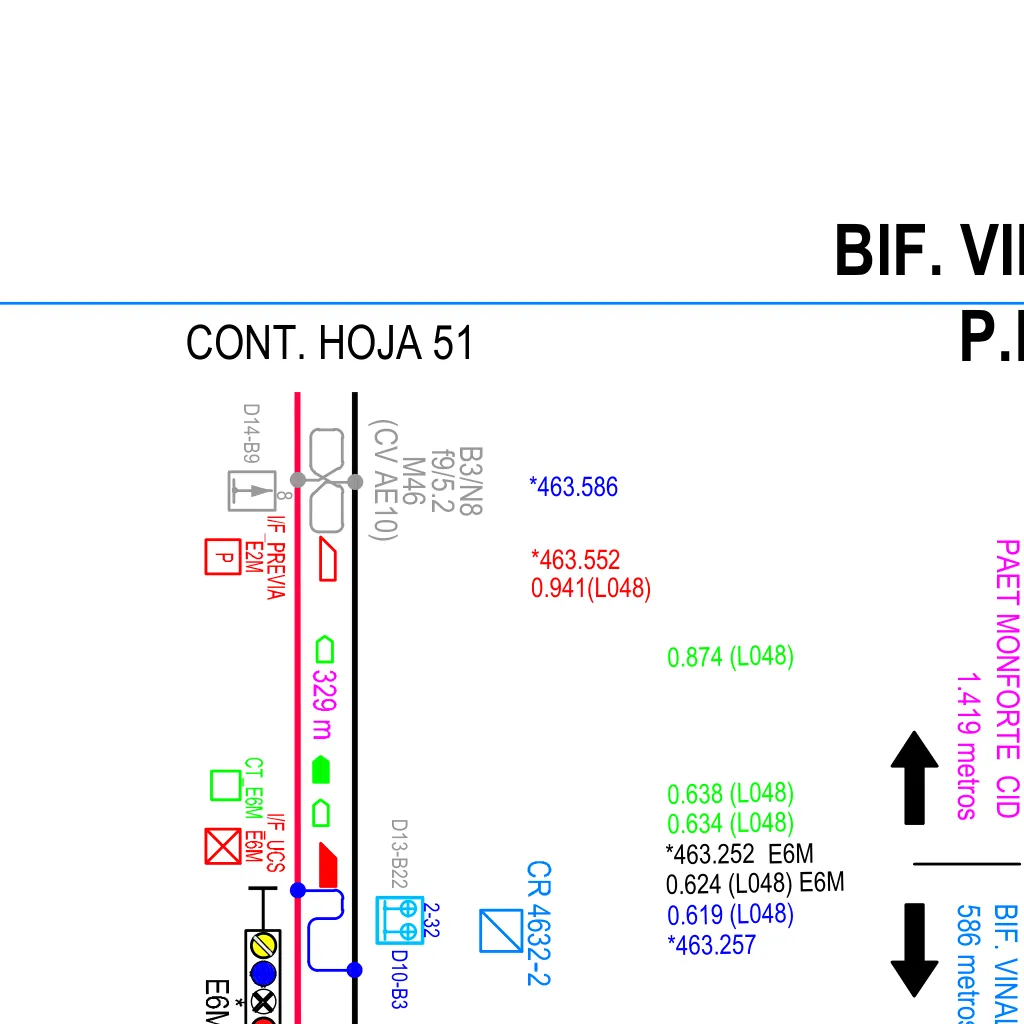 BIF. VI
CONT. HOJA 51
P.
D14-B9
8
I/F_PREVIA
E2M
P
B3/N8
f9/5.2
M46
(CV AE10)
*463.586
*463.552
0.941(L048)
0.874 (L048)
329 m
PAET MONFORTE CID
1.419 metros
CT_E6M
I/F_UCS
E6M
0.638 (L048)
0.634 (L048)
*463.252 E6M
0.624 (L048) E6M
0.619 (L048)
*463.257
D13-B22
2-32
D10-B3
CR 4632-2
E6M
*
BIF. VINAL
586 metros